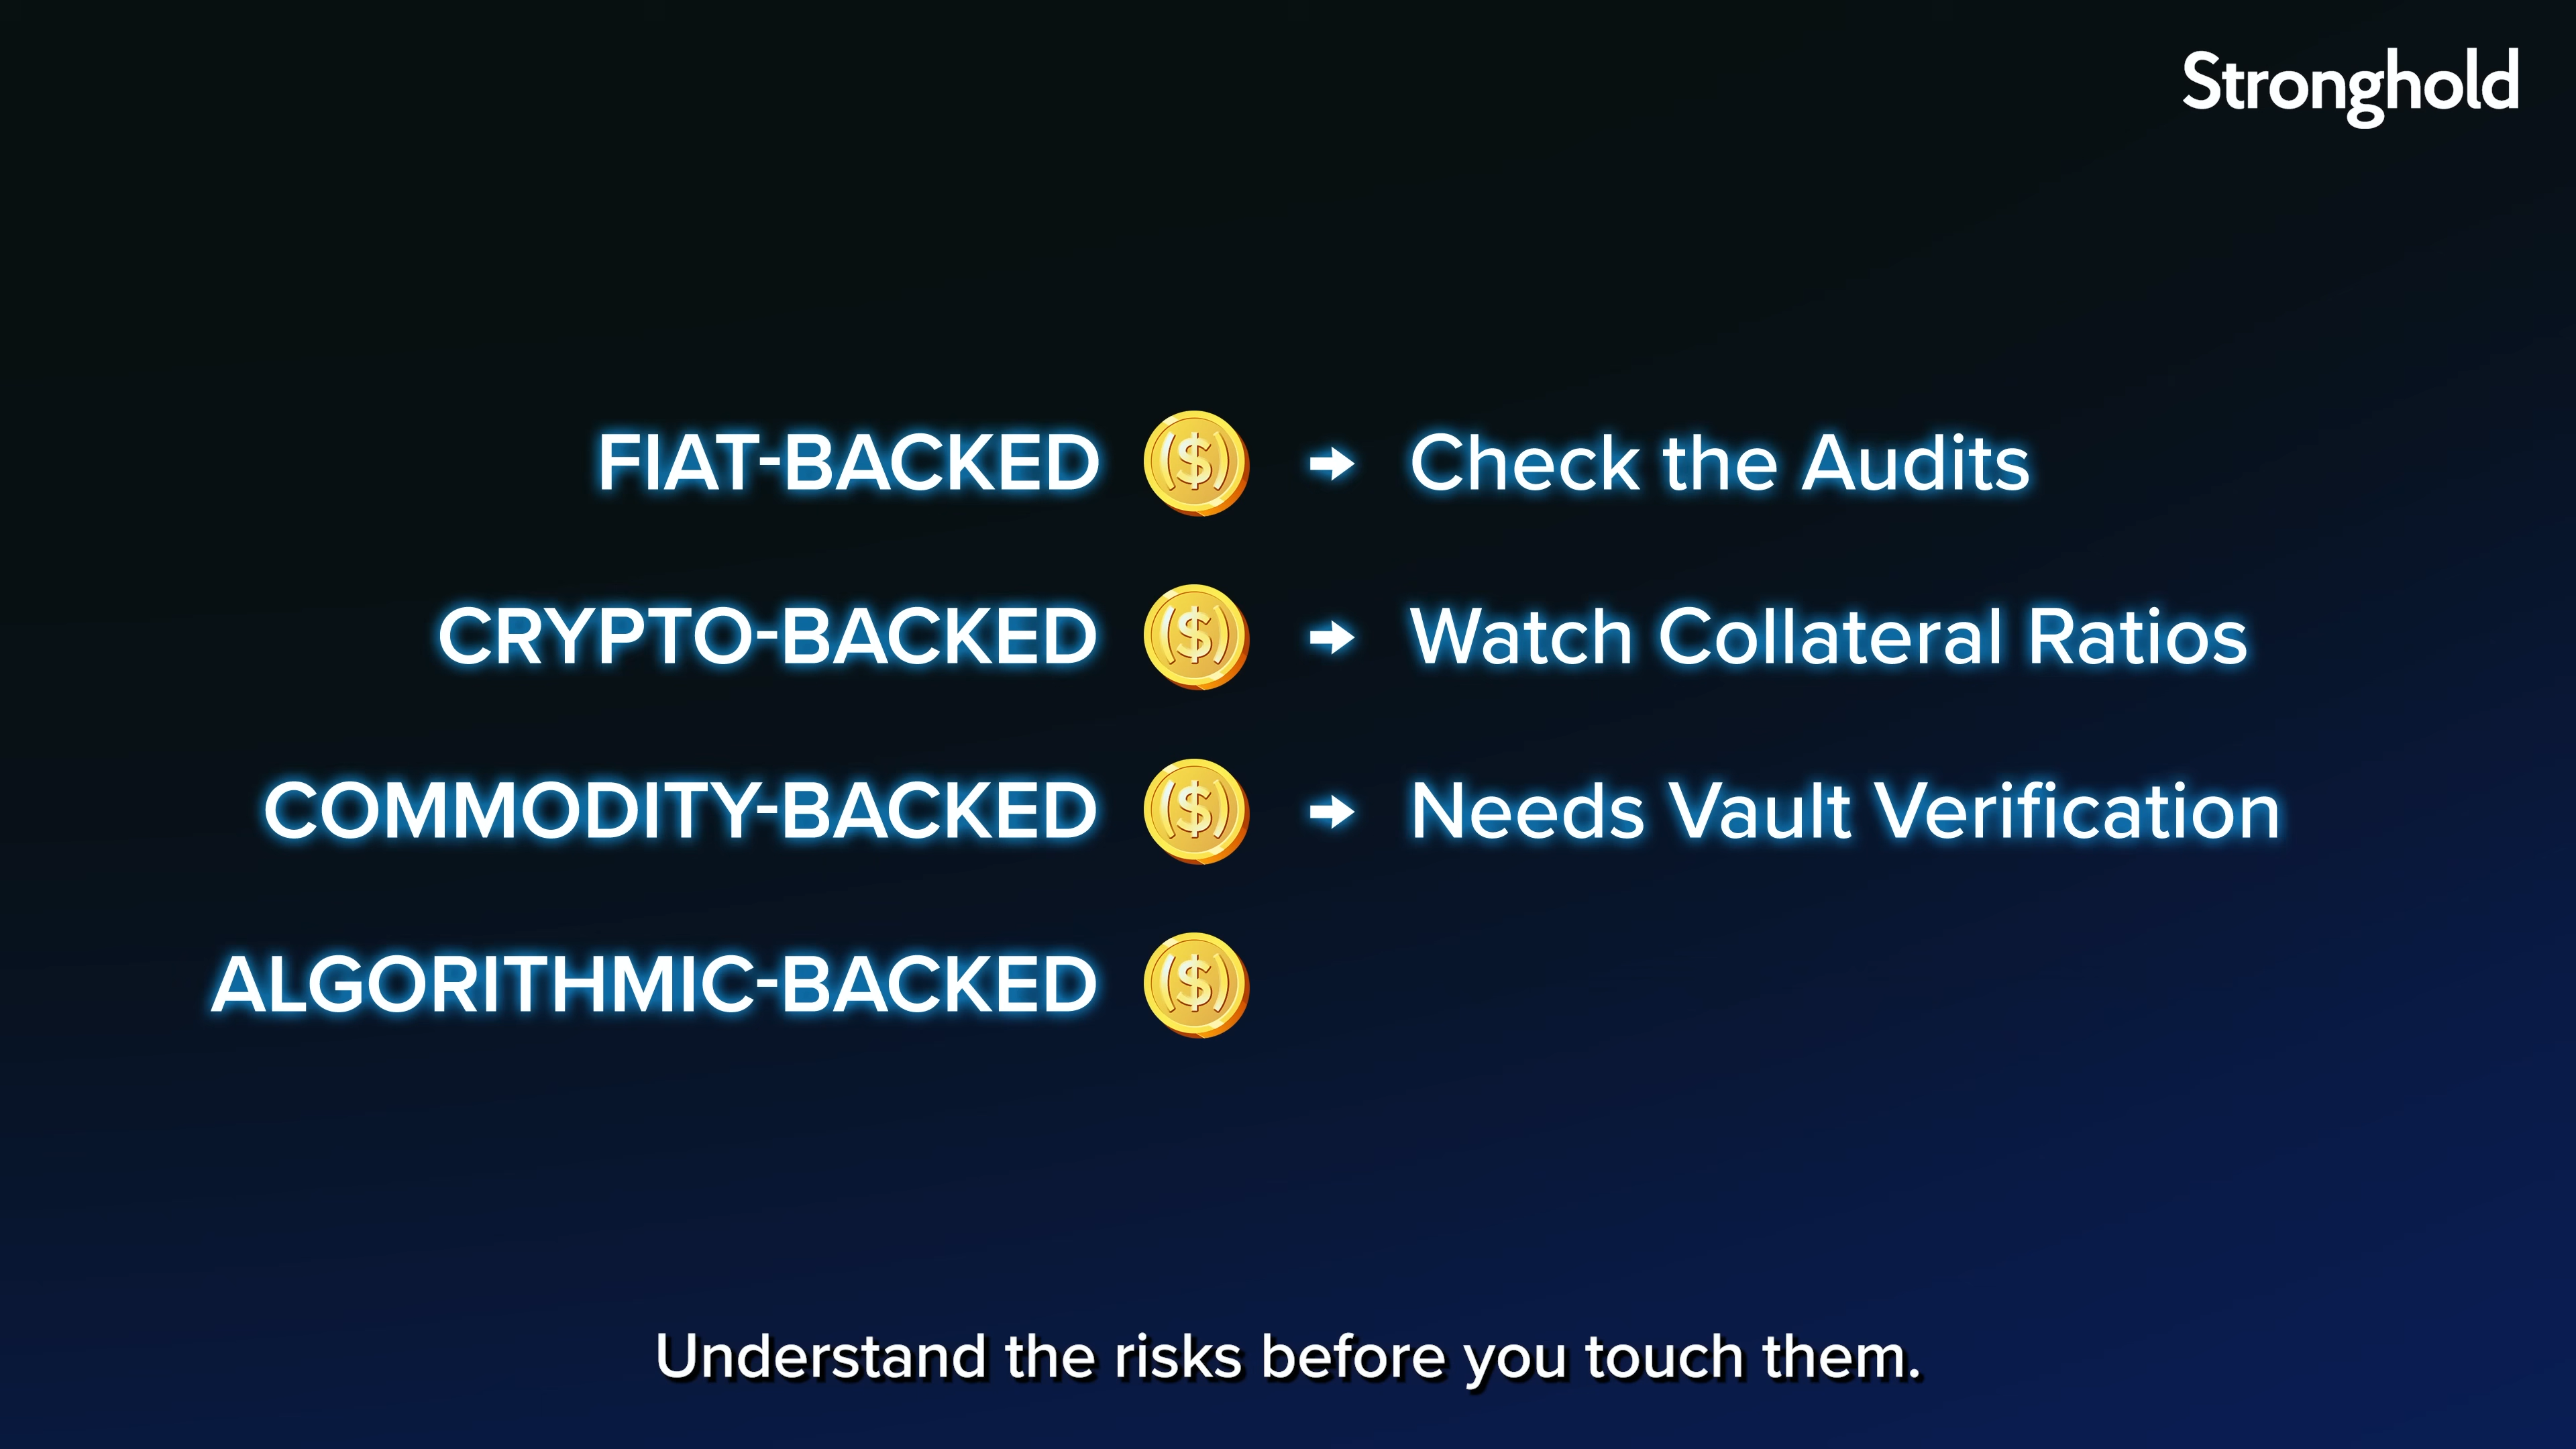 Stronghold
FIAT-BACKED ($) → Check the Audits
CRYPTO-BACKED ($) → Watch Collateral Ratios
COMMODITY-BACKED ($) → Needs Vault Verification
ALGORITHMIC-BACKED ($)
Understand the risks before you touch them.